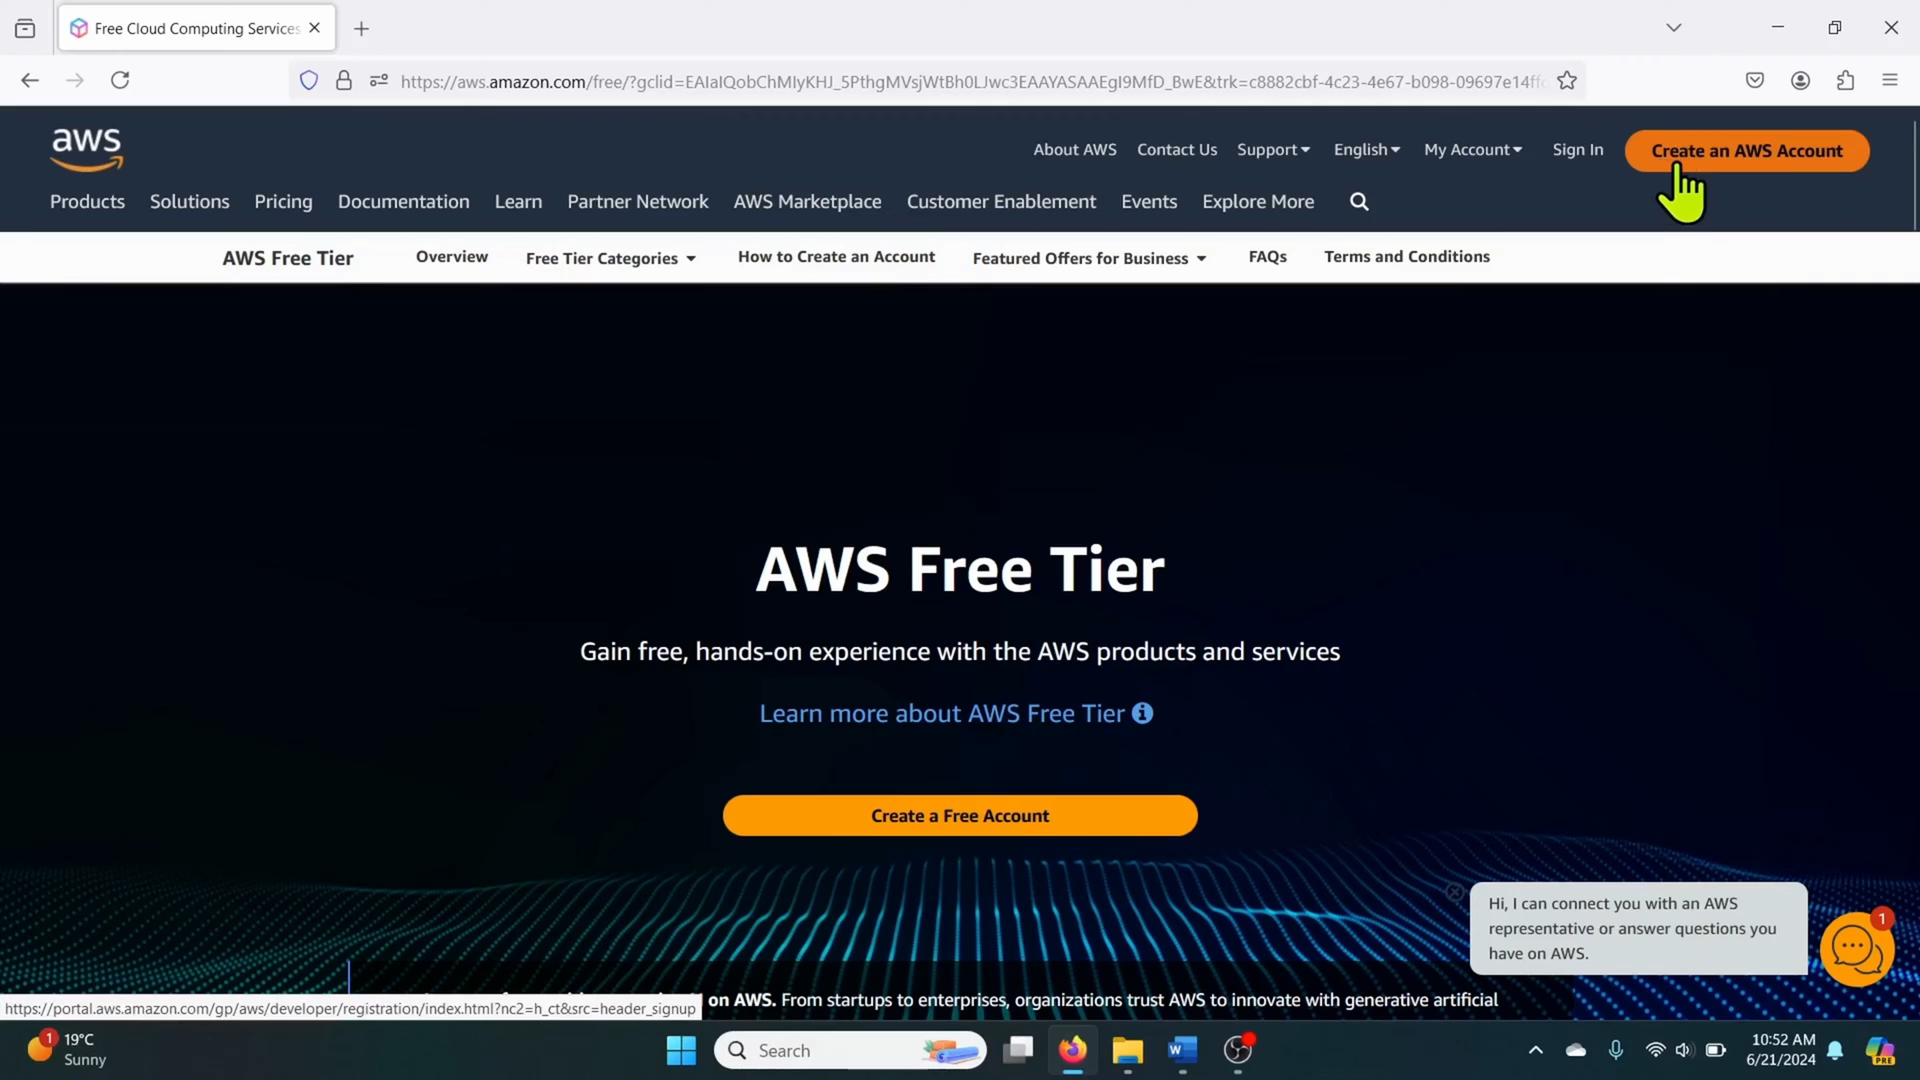 Free Cloud Computing Services
https://aws.amazon.com/free/?gclid=EAIaIQobChMIyKHJ_5PthgMVsjWtBh0LJwc3EAAYASAAEgI9MfD_BwE&trk=c8882cbf-4c23-4e67-b098-09697e14ffc
aws
About AWS Contact Us Support English My Account Sign In Create an AWS Account
Products Solutions Pricing Documentation Learn Partner Network AWS Marketplace Customer Enablement Events Explore More
AWS Free Tier Overview Free Tier Categories How to Create an Account Featured Offers for Business FAQs Terms and Conditions
AWS Free Tier
Gain free, hands-on experience with the AWS products and services
Learn more about AWS Free Tier
Create a Free Account
Hi, I can connect you with an AWS
representative or answer questions you
have on AWS.
1
on AWS. From startups to enterprises, organizations trust AWS to innovate with generative artificial
https://portal.aws.amazon.com/gp/aws/developer/registration/index.html?nc2=h_ct&src=header_signup
1
19°C
Sunny
Search
W
10:52 AM
6/21/2024
PRE